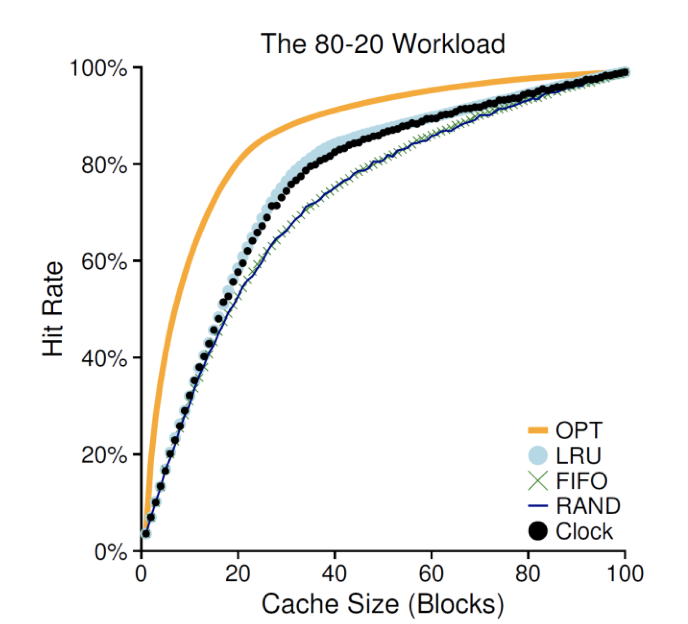 The 80-20 Workload
100%
80%
60%
40%
20%
0%
Hit Rate
0 20 40 60 80 100
Cache Size (Blocks)
OPT
LRU
FIFO
RAND
Clock